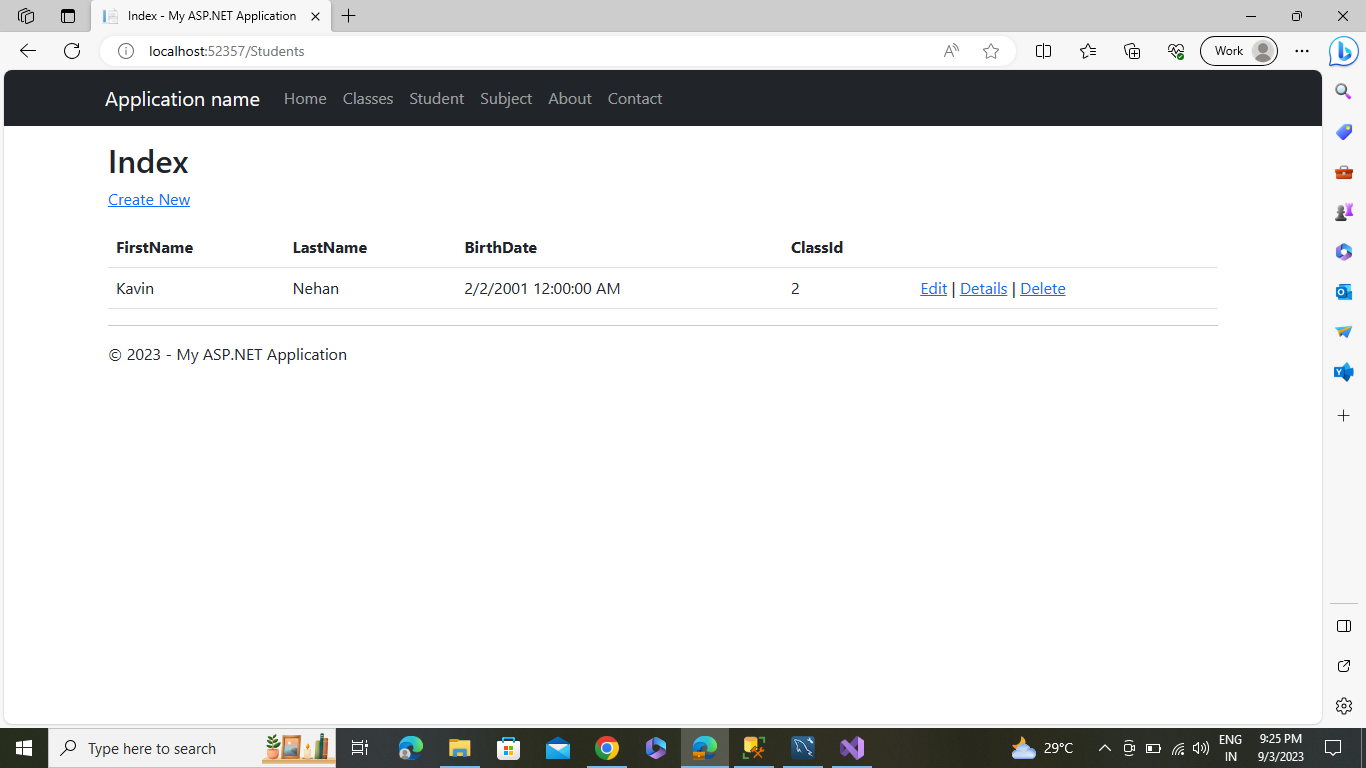 Index - My ASP.NET Application
localhost:52357/Students
Work
Application name Home Classes Student Subject About Contact
Index
Create New
FirstName LastName BirthDate ClassId
Kavin Nehan 2/2/2001 12:00:00 AM 2 Edit | Details | Delete
© 2023 - My ASP.NET Application
Type here to search
29°C
ENG
IN
9:25 PM
9/3/2023